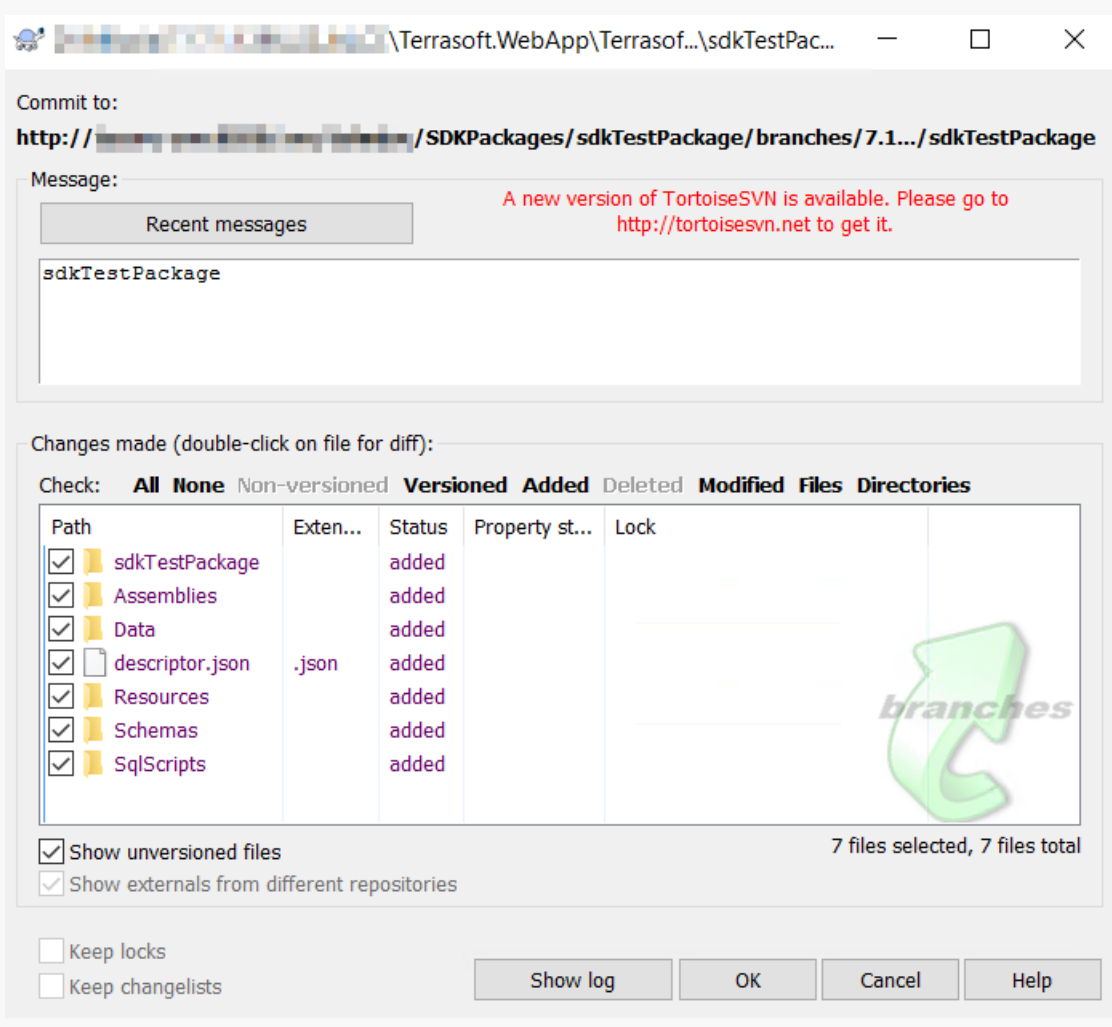 \Terrasoft.WebApp\Terrasof...\sdkTestPac...
Commit to:
http:// /SDKPackages/sdkTestPackage/branches/7.1.../sdkTestPackage
Message:
Recent messages
A new version of TortoiseSVN is available. Please go to
http://tortoisesvn.net to get it.
sdkTestPackage
Changes made (double-click on file for diff):
Check: All None Non-versioned Versioned Added Deleted Modified Files Directories
Path Exten... Status Property st... Lock
sdkTestPackage added
Assemblies added
Data added
descriptor.json .json added
Resources added
Schemas added
SqlScripts added
branches
Show unversioned files
7 files selected, 7 files total
Show externals from different repositories
Keep locks
Keep changelists
Show log OK Cancel Help